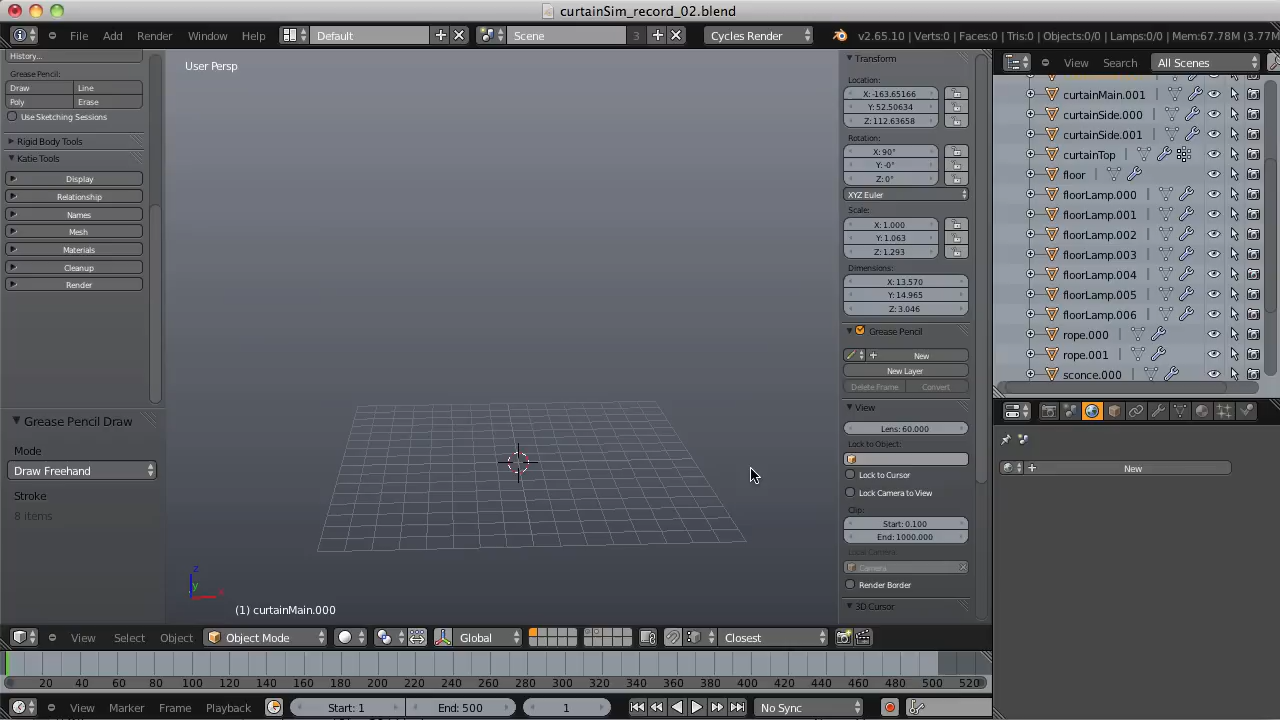 curtainSim_record_02.blend
File Add Render Window Help Default Scene 3 Cycles Render v2.65.10 | Verts:0 | Faces:0 | Tris:0 | Objects:0/0 | Lamps:0/0 | Mem:67.78M (3.77M
History...
Grease Pencil:
Draw Line
Poly Erase
Use Sketching Sessions
Rigid Body Tools
Katie Tools
Display
Relationship
Names
Mesh
Materials
Cleanup
Render
Grease Pencil Draw
Mode
Draw Freehand
Stroke
8 items
User Persp
z
y
x
(1) curtainMain.000
Transform
Location:
X: -163.65166
Y: 52.50634
Z: 112.63658
Rotation:
X: 90°
Y: -0°
Z: 0°
XYZ Euler
Scale:
X: 1.000
Y: 1.063
Z: 1.293
Dimensions:
X: 13.570
Y: 14.965
Z: 3.046
Grease Pencil
New
New Layer
Delete Frame Convert
View
Lens: 60.000
Lock to Object:
Lock to Cursor
Lock Camera to View
Clip:
Start: 0.100
End: 1000.000
Local Camera:
Camera
Render Border
3D Cursor
View Search All Scenes
curtainMain.001
curtainSide.000
curtainSide.001
curtainTop
floor
floorLamp.000
floorLamp.001
floorLamp.002
floorLamp.003
floorLamp.004
floorLamp.005
floorLamp.006
rope.000
rope.001
sconce.000
New
View Select Object Object Mode Global Closest
20 40 60 80 100 120 140 160 180 200 220 240 260 280 300 320 340 360 380 400 420 440 460 480 500 520
View Marker Frame Playback Start: 1 End: 500 1 No Sync